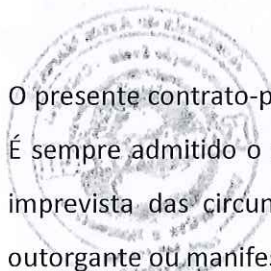 O presente contrato-p
É sempre admitido o
imprevista das circun
outorgante ou manifes